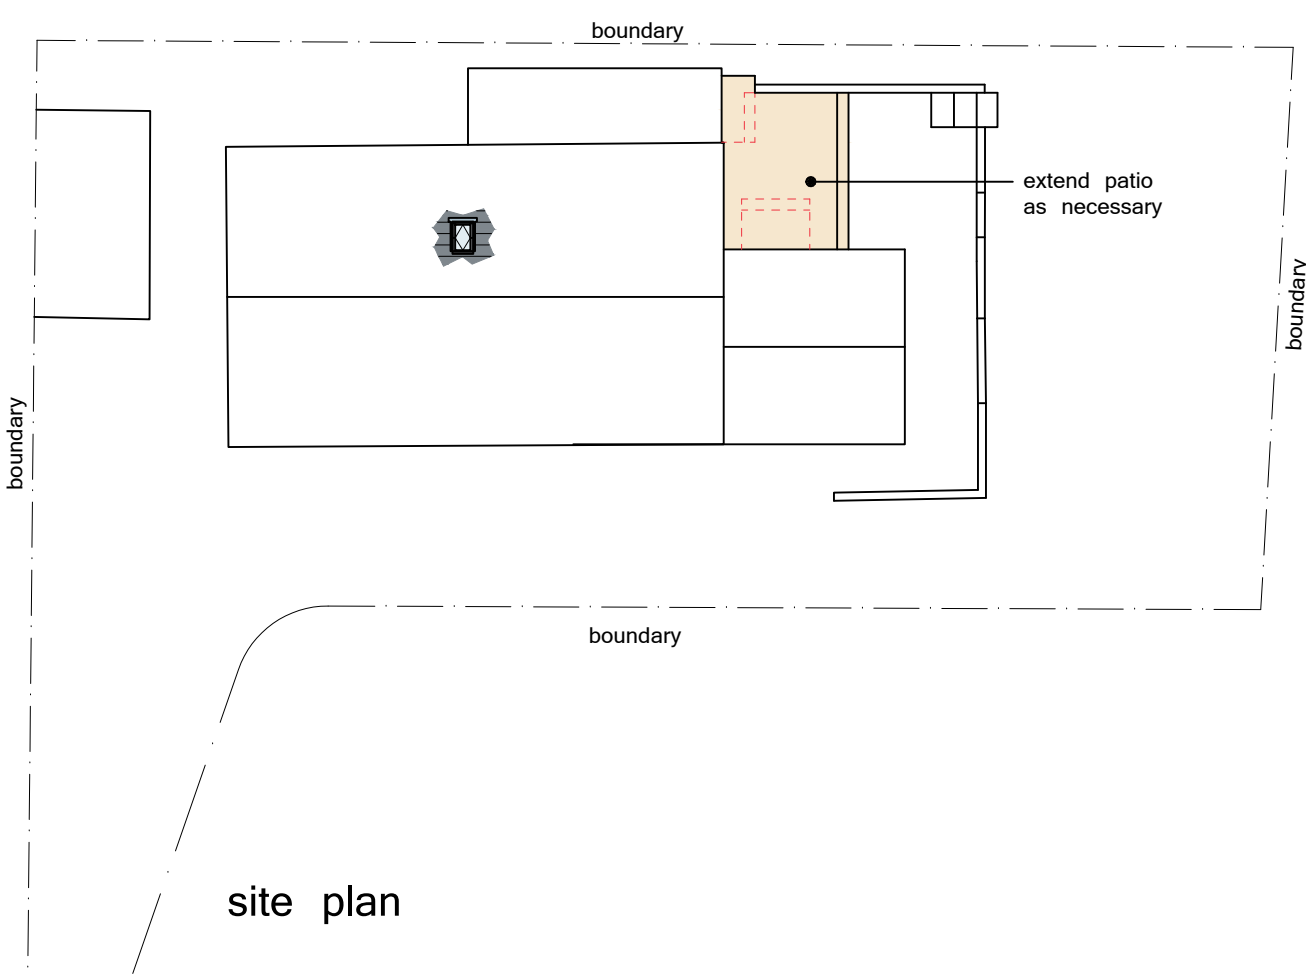 boundary
extend patio
as necessary
boundary
boundary
boundary
site plan